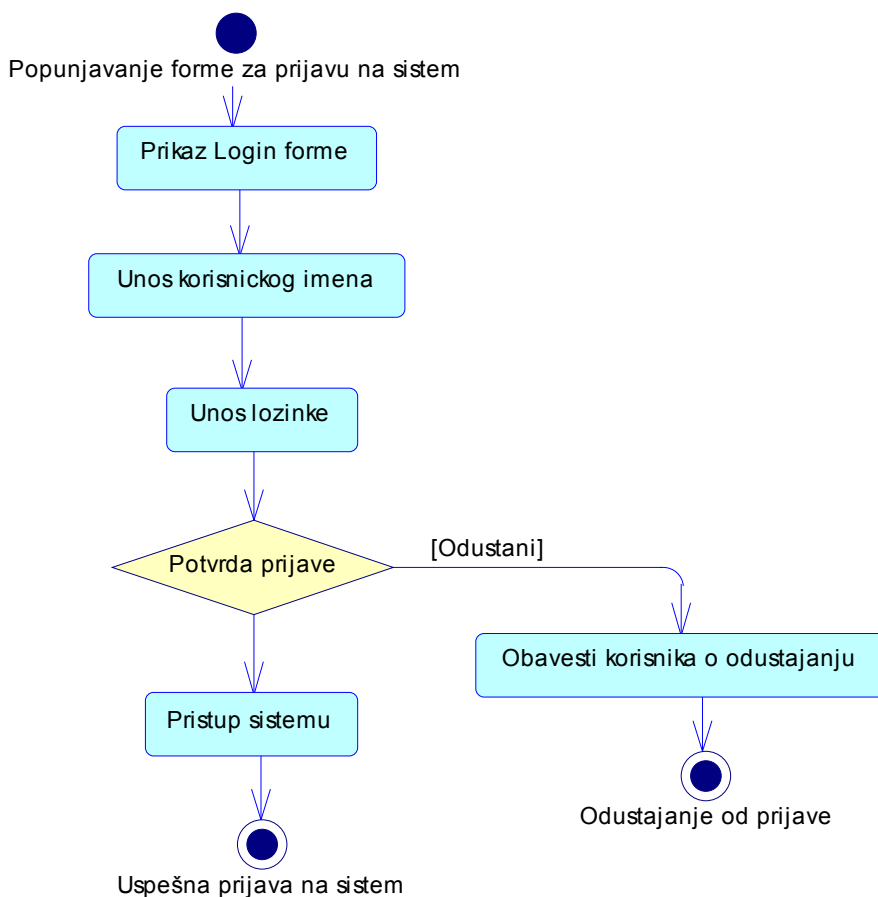 Popunjavanje forme za prijavu na sistem
Prikaz Login forme
Unos korisnickog imena
Unos lozinke
Potvrda prijave
[Odustani]
Obavesti korisnika o odustajanju
Pristup sistemu
Odustajanje od prijave
Uspešna prijava na sistem